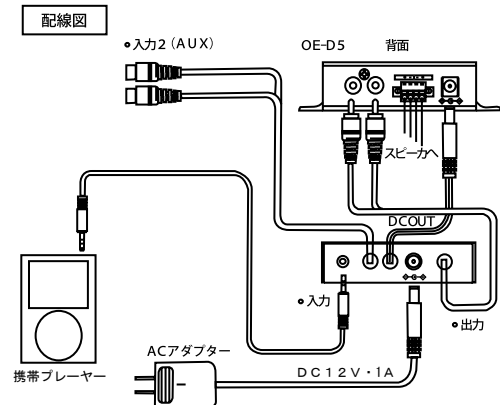 配線図
入力2(AUX)
OE-D5 背面
スピーカへ
DCOUT
入力
出力
ACアダプター
DC12V・1A
携帯プレーヤー